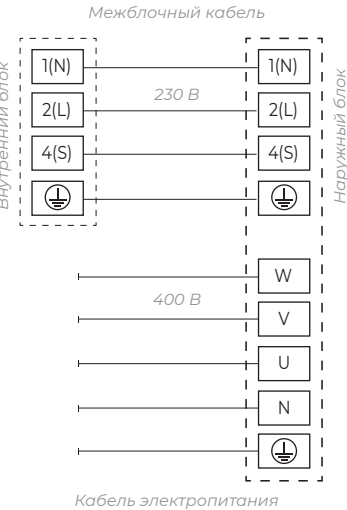 Межблочный кабель
Внутренний блок
Наружный блок
1(N)
1(N)
230 В
2(L)
2(L)
4(S)
4(S)
W
400 В
V
U
N
Кабель электропитания